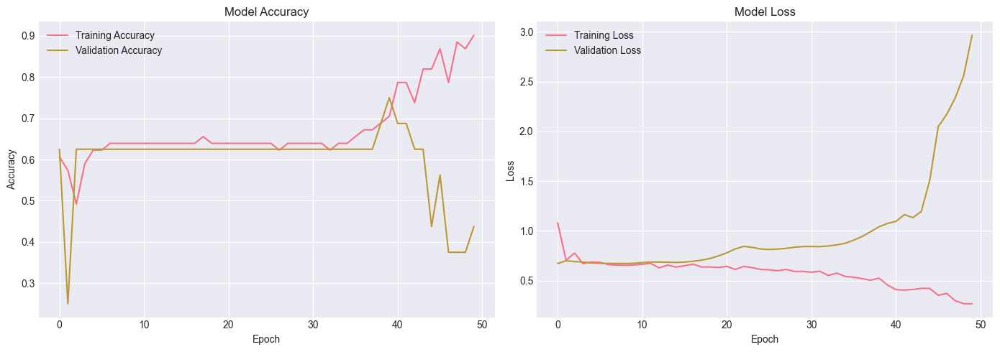 Model Accuracy
Training Accuracy
Validation Accuracy
0.9
0.8
0.7
0.6
0.5
0.4
0.3
Accuracy
0
10
20
30
40
50
Epoch
Model Loss
Training Loss
Validation Loss
3.0
2.5
2.0
1.5
1.0
0.5
Loss
0
10
20
30
40
50
Epoch